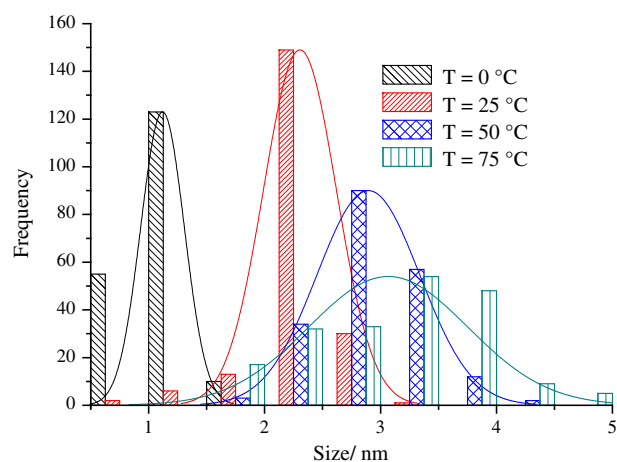 160
140
120
100
80
60
40
20
0
Frequency
T = 0 °C
T = 25 °C
T = 50 °C
T = 75 °C
1 2 3 4 5
Size/ nm